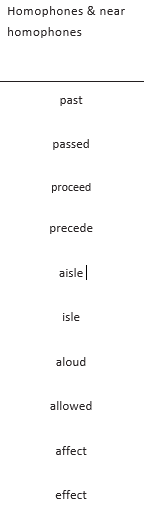 Homophones & near
homophones
past
passed
proceed
precede
aisle
isle
aloud
allowed
affect
effect